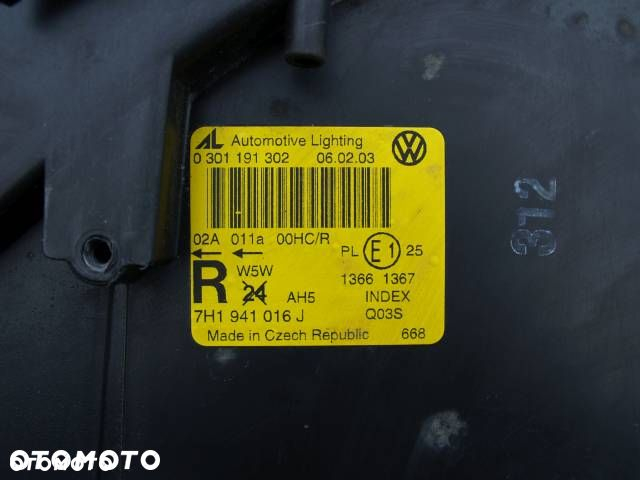 AL Automotive Lighting
0 301 191 302 06.02.03
02A 011a 00HC/R
PL E1 25
W5W
1366 1367
R 24 AH5 INDEX
7H1 941 016 J Q03S
Made in Czech Republic 668
312
OTOMOTO
OTOMOTO